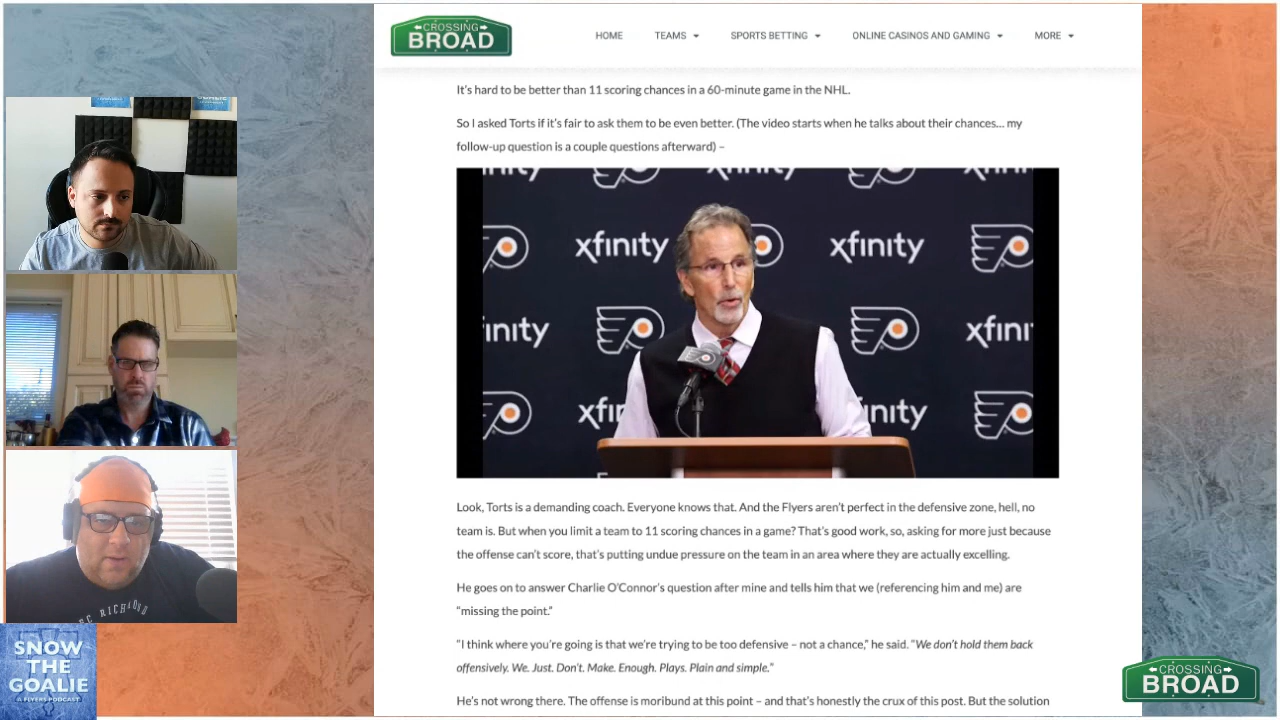 CROSSING
BROAD
HOME TEAMS SPORTS BETTING ONLINE CASINOS AND GAMING MORE
It's hard to be better than 11 scoring chances in a 60-minute game in the NHL.
So I asked Torts if it's fair to ask them to be even better. (The video starts when he talks about their chances… my
follow-up question is a couple questions afterward) –
xfinity
xfinity
xfinity
finity
xfini
xfi
inity
Look, Torts is a demanding coach. Everyone knows that. And the Flyers aren't perfect in the defensive zone, hell, no
team is. But when you limit a team to 11 scoring chances in a game? That's good work, so, asking for more just because
the offense can't score, that's putting undue pressure on the team in an area where they are actually excelling.
He goes on to answer Charlie O'Connor's question after mine and tells him that we (referencing him and me) are
"missing the point."
"I think where you're going is that we're trying to be too defensive – not a chance," he said. "We don't hold them back
offensively. We. Just. Don't. Make. Enough. Plays. Plain and simple."
He's not wrong there. The offense is moribund at this point – and that's honestly the crux of this post. But the solution
SNOW
THE
GOALIE
A FLYERS PODCAST
CROSSING
BROAD